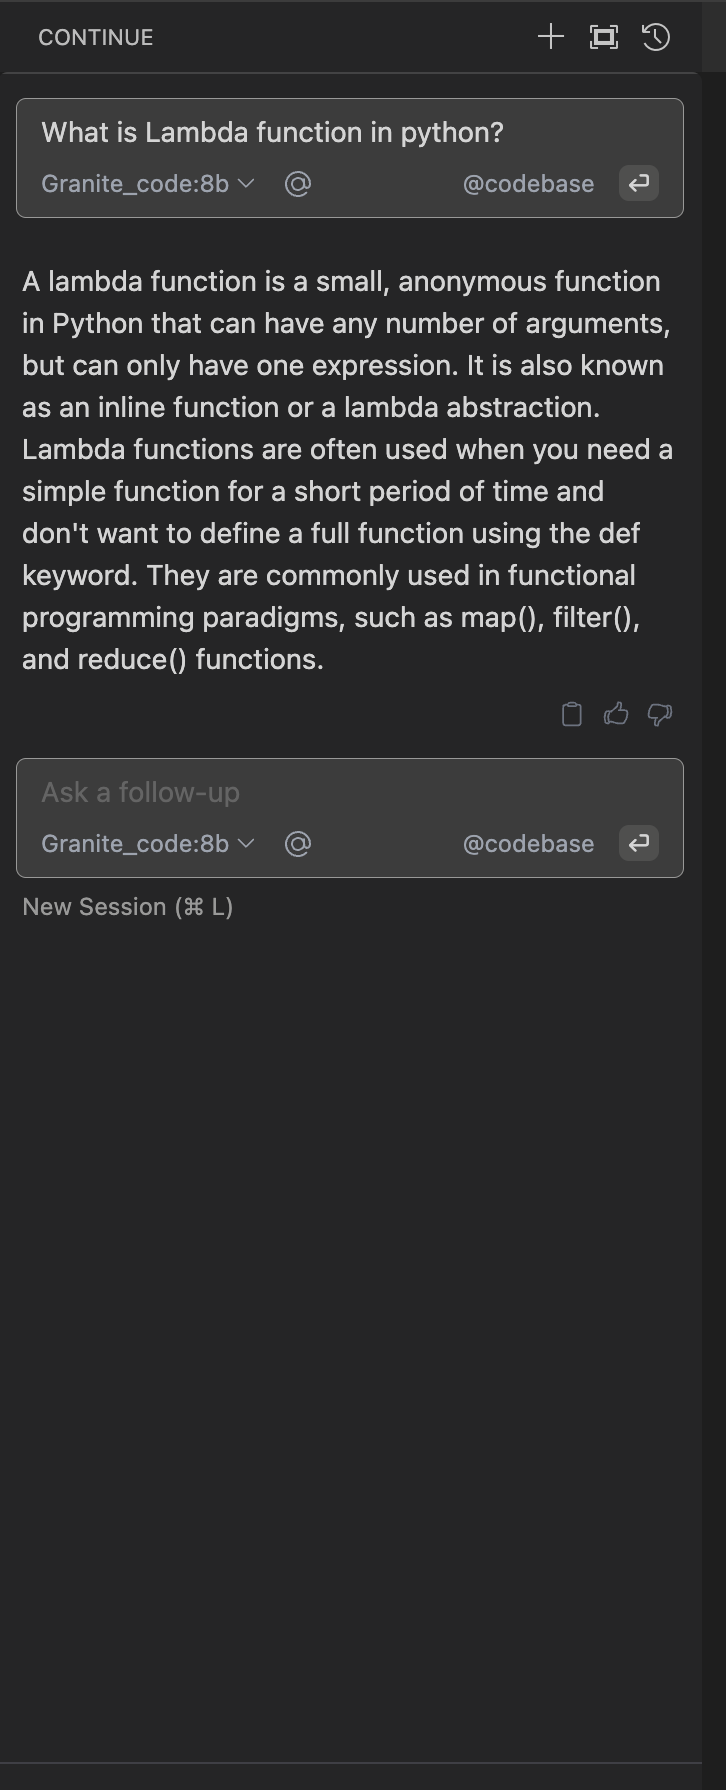 CONTINUE
What is Lambda function in python?
Granite_code:8b @ @codebase
A lambda function is a small, anonymous function
in Python that can have any number of arguments,
but can only have one expression. It is also known
as an inline function or a lambda abstraction.
Lambda functions are often used when you need a
simple function for a short period of time and
don't want to define a full function using the def
keyword. They are commonly used in functional
programming paradigms, such as map(), filter(),
and reduce() functions.
Ask a follow-up
Granite_code:8b @ @codebase
New Session (⌘ L)